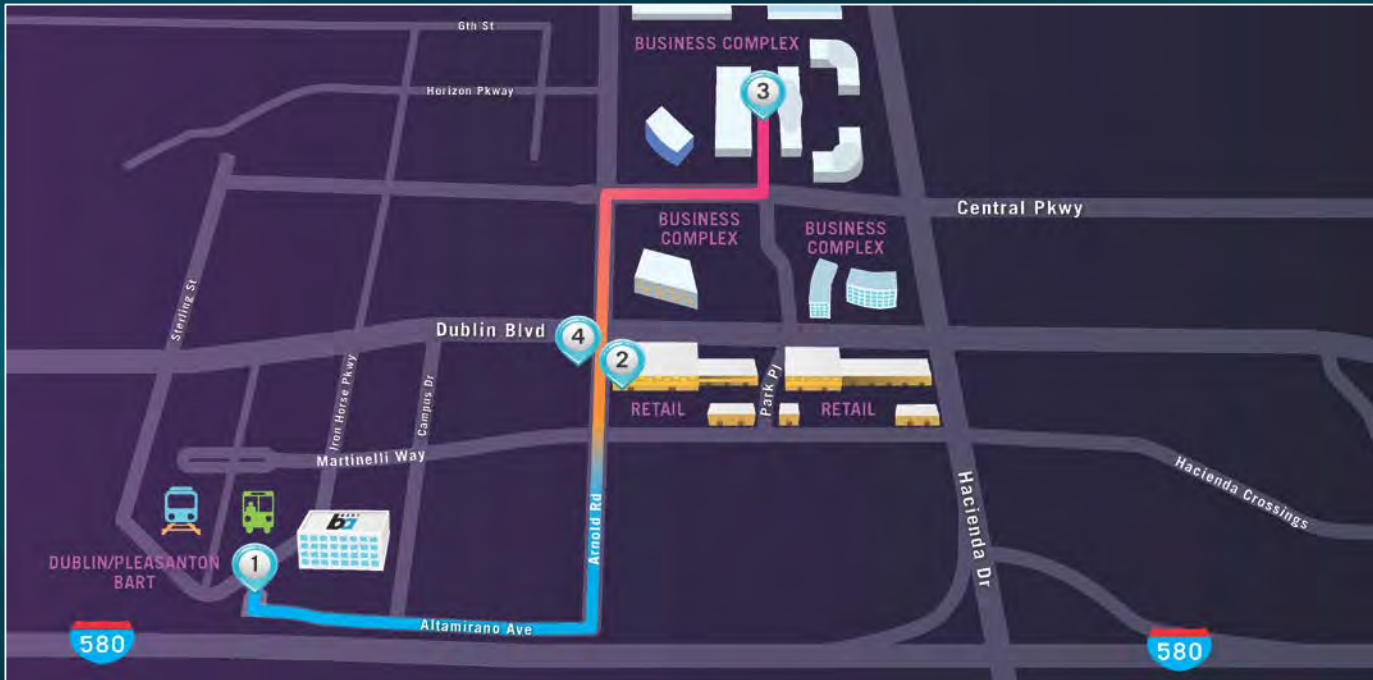 6th St
BUSINESS COMPLEX
Horizon Pkway
3
Central Pkwy
BUSINESS
COMPLEX
BUSINESS
COMPLEX
Sterling St
Dublin Blvd
4
2
Iron Horse Pkwy
Campus Dr
Park Pl
RETAIL
RETAIL
Martinelli Way
Hacienda Crossings
Hacienda Dr
Arnold Rd
DUBLIN/PLEASANTON
BART
1
Altamirano Ave
580
580